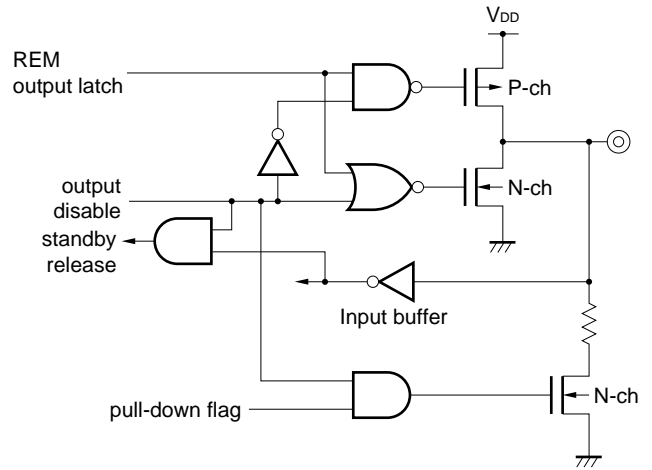 VDD
REM
output latch
P-ch
output
disable
N-ch
standby
release
Input buffer
N-ch
pull-down flag